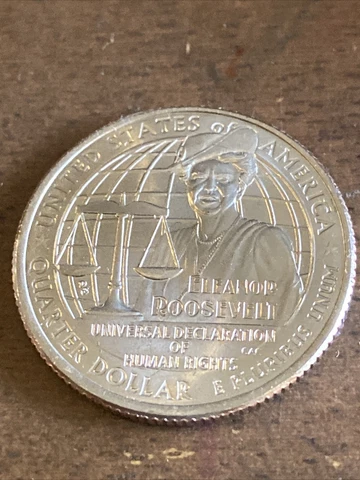 UNITED STATES OF AMERICA
ELEANOR
ROOSEVELT
UNIVERSAL DECLARATION
OF
HUMAN RIGHTS
QUARTER DOLLAR
E PLURIBUS UNUM